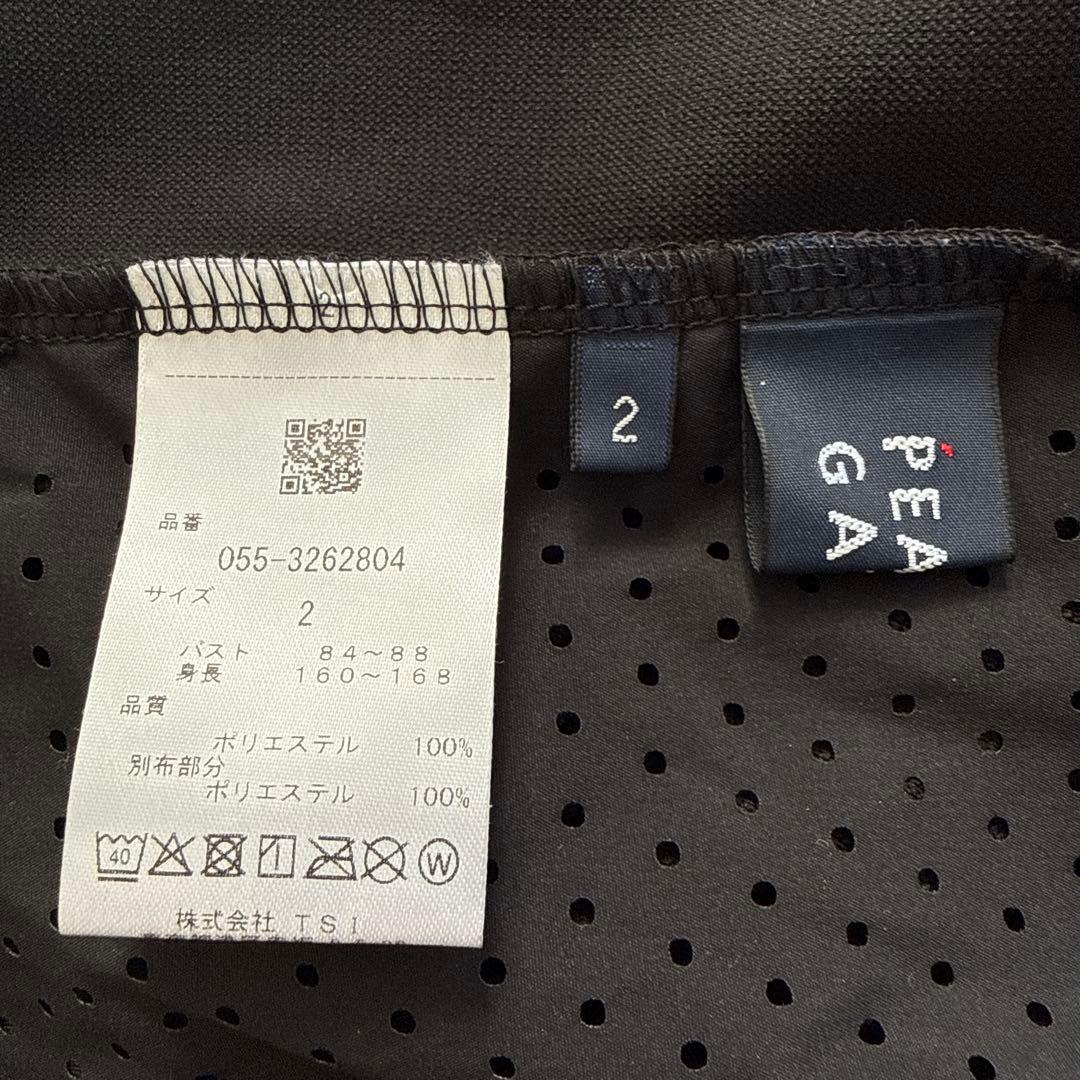 2
品番
055-3262804
サイズ
2
バスト 84～88
身長 160～168
品質
ポリエステル 100%
別布部分
ポリエステル 100%
40
W
株式会社 TSI
2
PEA
GA